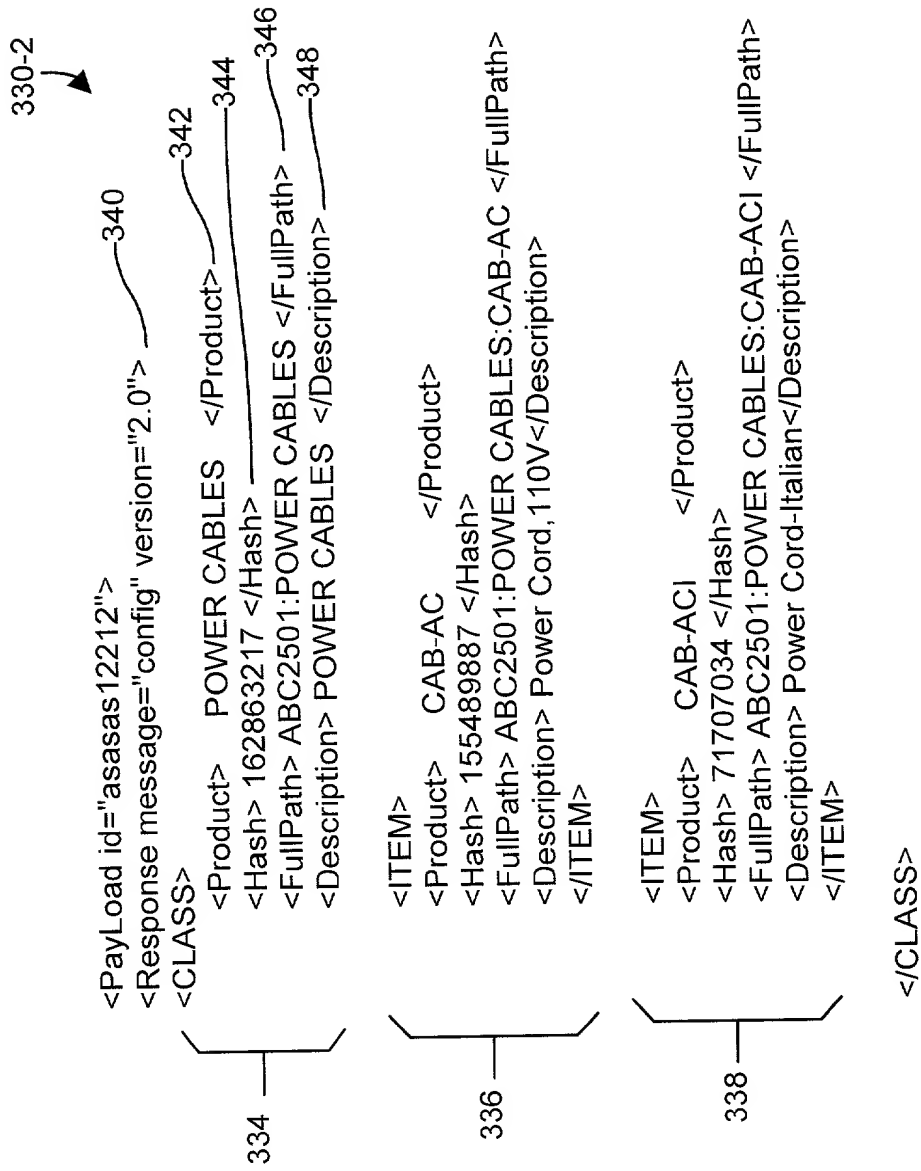 330-2
<PayLoad id="asasas12212">
<Response message="config" version="2.0"> 340
<CLASS>
<Product> POWER CABLES </Product> 342
<Hash> 162863217 </Hash> 344
<FullPath> ABC2501:POWER CABLES </FullPath> 346
<Description> POWER CABLES </Description> 348
334
<ITEM>
<Product> CAB-AC </Product>
<Hash> 155489887 </Hash>
<FullPath> ABC2501:POWER CABLES:CAB-AC </FullPath>
<Description> Power Cord,110V</Description>
</ITEM>
336
<ITEM>
<Product> CAB-ACI </Product>
<Hash> 71707034 </Hash>
<FullPath> ABC2501:POWER CABLES:CAB-ACI </FullPath>
<Description> Power Cord-Italian</Description>
</ITEM>
338
</CLASS>